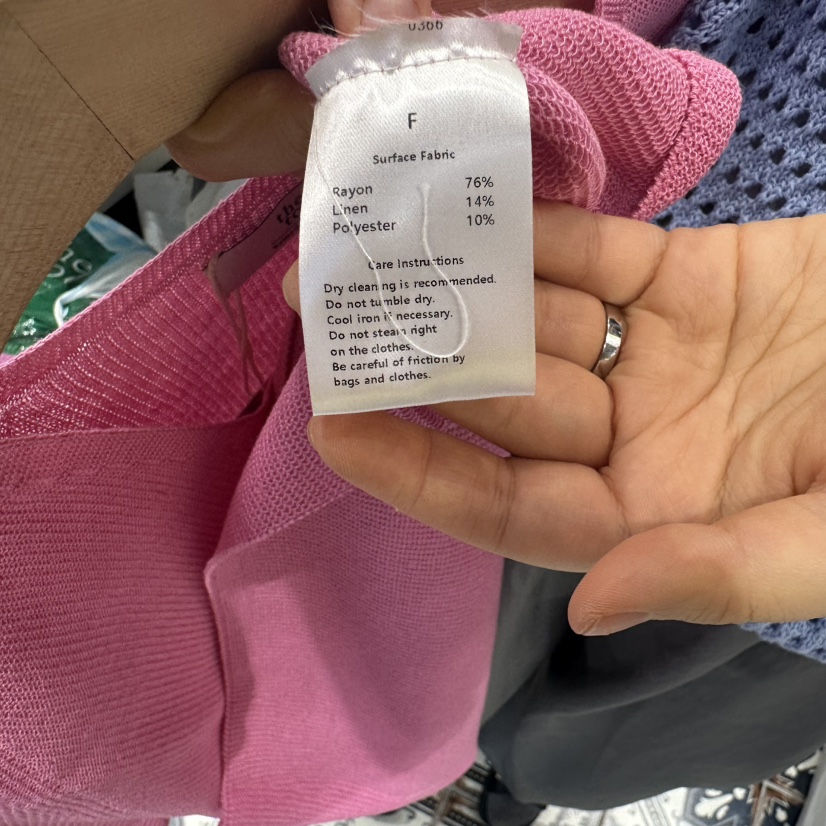 0366
F
Surface Fabric
Rayon 76%
Linen 14%
Polyester 10%
Care Instructions
Dry cleaning is recommended.
Do not tumble dry.
Cool iron if necessary.
Do not steam right
on the clothes.
Be careful of friction by
bags and clothes.